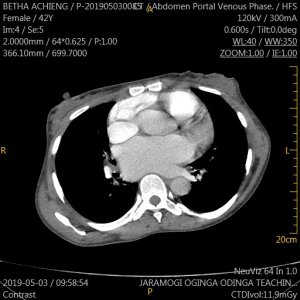 BETHA ACHIENG / P-2019050300
Abdomen Portal Venous Phase. / HFS
Female / 42Y
120kV / 300mA
Im:4 / Se:5
0.600s / Tilt:0.0°
2.0000mm / 64*0.625 / P:1.00
WL:40 / WW:350
366.10mm / 699.7000
ZOOM:1.00 / IE:1.00
A
R
L
20cm
NeuViz 64 In 1.0
2019-05-03 / 09:58:54
JARAMOGI OGINGA ODINGA TEACHIN
Contrast
P
CTDIvol:11.9mGy